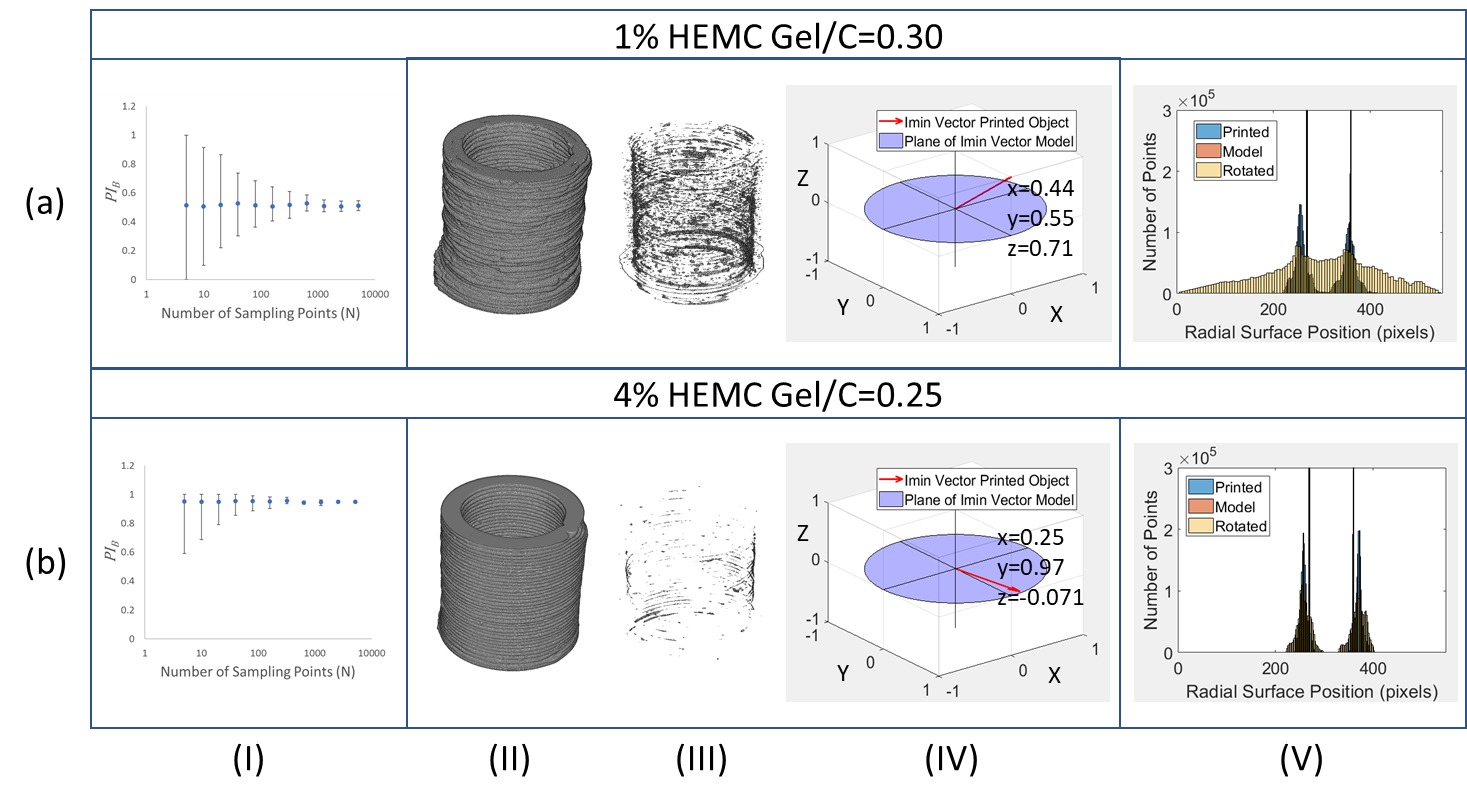 1% HEMC Gel/C=0.30
(a)
1.2
1
0.8
0.6
0.4
0.2
0
PI_B
1 10 100 1000 10000
Number of Sampling Points (N)
Imin Vector Printed Object
Plane of Imin Vector Model
1
Z
0
-1
-1
Y
0
1
-1
0
X
1
x=0.44
y=0.55
z=0.71
×10^5
3
2
1
0
Number of Points
Printed
Model
Rotated
0 200 400
Radial Surface Position (pixels)
4% HEMC Gel/C=0.25
(b)
1.2
1
0.8
0.6
0.4
0.2
0
PI_B
1 10 100 1000 10000
Number of Sampling Points (N)
Imin Vector Printed Object
Plane of Imin Vector Model
1
Z
0
-1
-1
Y
0
1
-1
0
X
1
x=0.25
y=0.97
z=-0.071
×10^5
3
2
1
0
Number of Points
Printed
Model
Rotated
0 200 400
Radial Surface Position (pixels)
(I) (II) (III) (IV) (V)